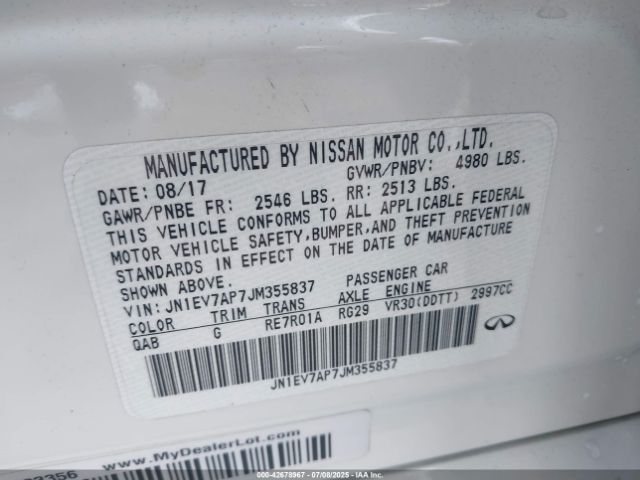 MANUFACTURED BY NISSAN MOTOR CO.,LTD.
DATE: 08/17 GVWR/PNBV: 4980 LBS.
GAWR/PNBE FR: 2546 LBS. RR: 2513 LBS.
THIS VEHICLE CONFORMS TO ALL APPLICABLE FEDERAL
MOTOR VEHICLE SAFETY,BUMPER,AND THEFT PREVENTION
STANDARDS IN EFFECT ON THE DATE OF MANUFACTURE
SHOWN ABOVE.
VIN: JN1EV7AP7JM355837 PASSENGER CAR
COLOR TRIM TRANS AXLE ENGINE
QAB G RE7R01A RG29 VR30(DDTT) 2997CC
JN1EV7AP7JM355837
3356 www.MyDealerLot.com
000-42678967 - 07/08/2025 - IAAI.COM